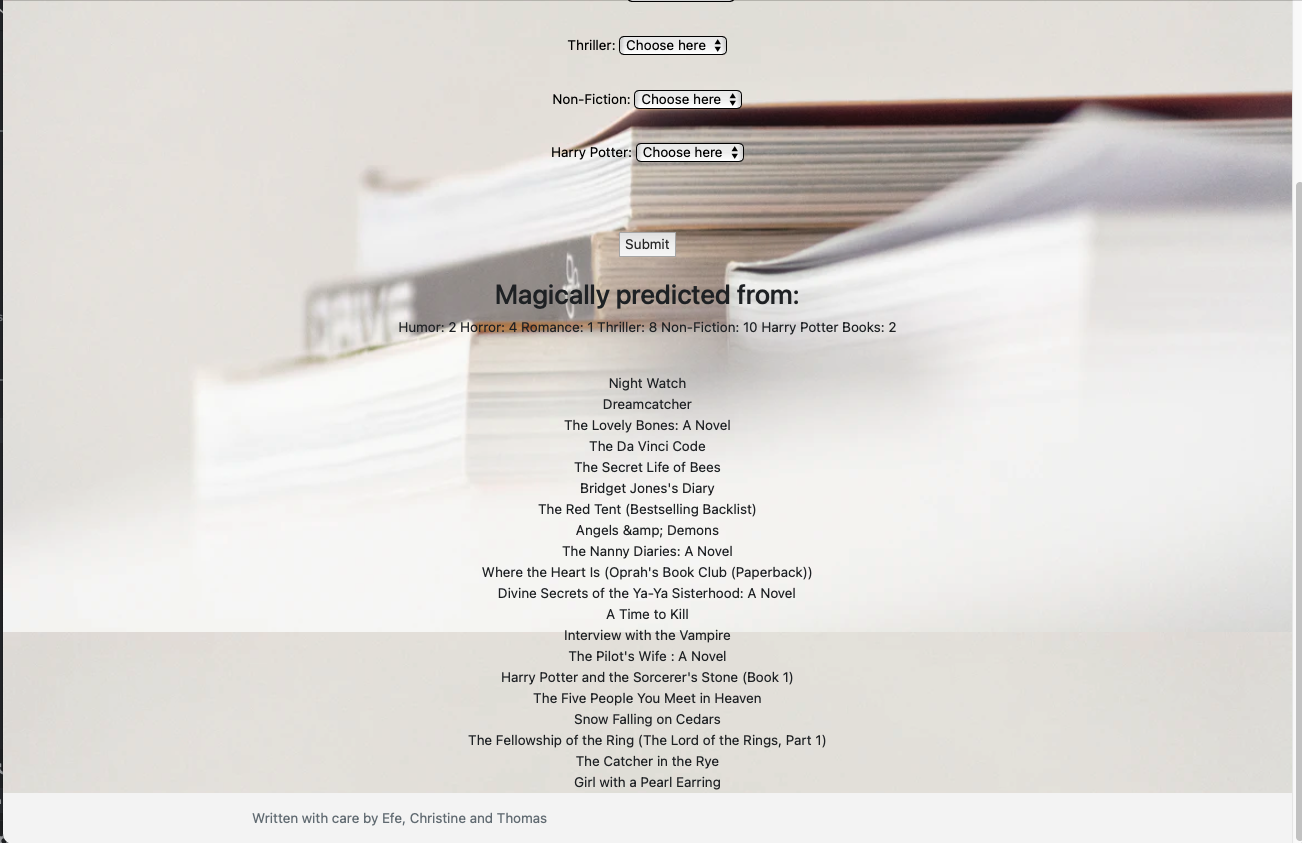 Thriller: Choose here
Non-Fiction: Choose here
Harry Potter: Choose here
Submit
Magically predicted from:
Humor: 2 Horror: 4 Romance: 1 Thriller: 8 Non-Fiction: 10 Harry Potter Books: 2
Night Watch
Dreamcatcher
The Lovely Bones: A Novel
The Da Vinci Code
The Secret Life of Bees
Bridget Jones's Diary
The Red Tent (Bestselling Backlist)
Angels &amp; Demons
The Nanny Diaries: A Novel
Where the Heart Is (Oprah's Book Club (Paperback))
Divine Secrets of the Ya-Ya Sisterhood: A Novel
A Time to Kill
Interview with the Vampire
The Pilot's Wife : A Novel
Harry Potter and the Sorcerer's Stone (Book 1)
The Five People You Meet in Heaven
Snow Falling on Cedars
The Fellowship of the Ring (The Lord of the Rings, Part 1)
The Catcher in the Rye
Girl with a Pearl Earring
Written with care by Efe, Christine and Thomas